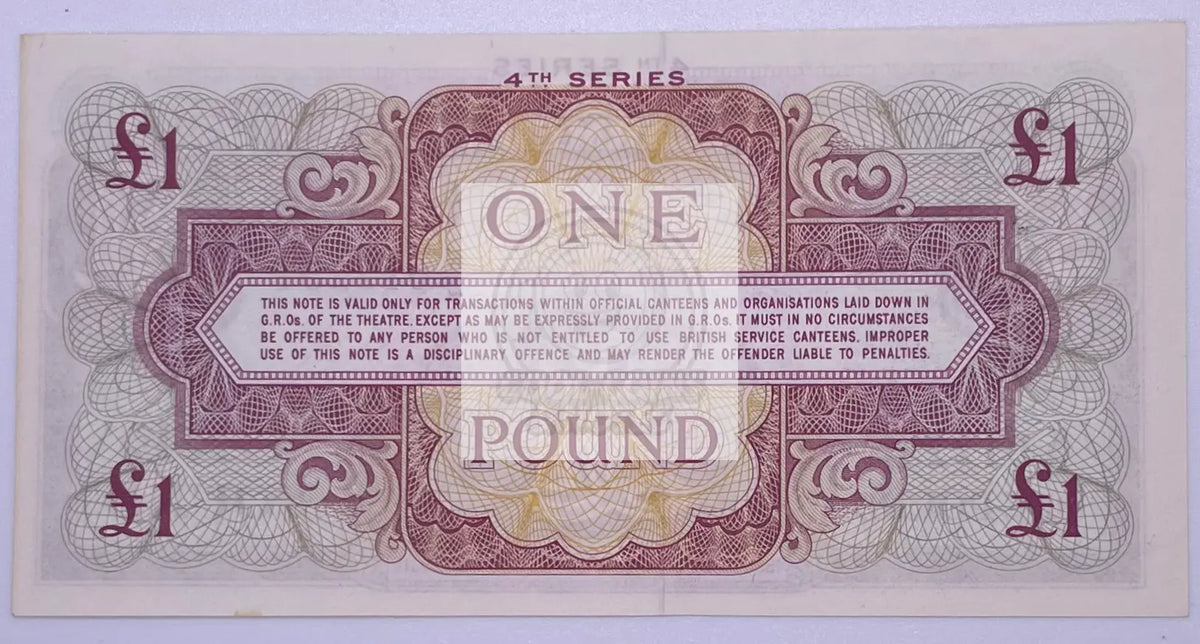 4TH SERIES
£1
£1
ONE
THIS NOTE IS VALID ONLY FOR TRANSACTIONS WITHIN OFFICIAL CANTEENS AND ORGANISATIONS LAID DOWN IN
G.R.Os. OF THE THEATRE. EXCEPT AS MAY BE EXPRESSLY PROVIDED IN G.R.Os. IT MUST IN NO CIRCUMSTANCES
BE OFFERED TO ANY PERSON WHO IS NOT ENTITLED TO USE BRITISH SERVICE CANTEENS. IMPROPER
USE OF THIS NOTE IS A DISCIPLINARY OFFENCE AND MAY RENDER THE OFFENDER LIABLE TO PENALTIES.
POUND
£1
£1